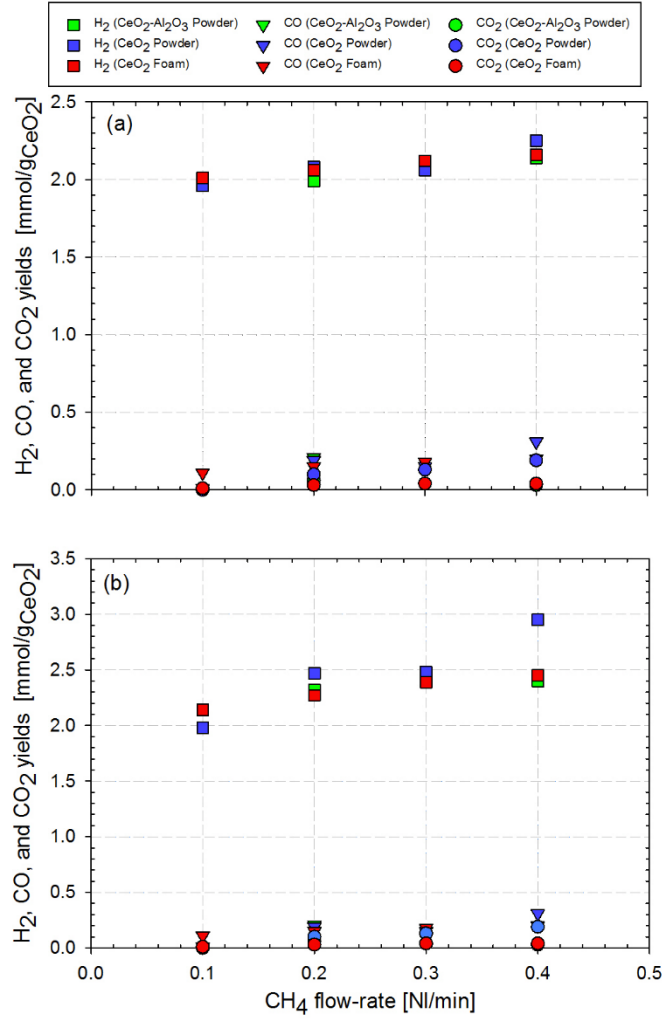 H2 (CeO2-Al2O3 Powder) CO (CeO2-Al2O3 Powder) CO2 (CeO2-Al2O3 Powder)
H2 (CeO2 Powder) CO (CeO2 Powder) CO2 (CeO2 Powder)
H2 (CeO2 Foam) CO (CeO2 Foam) CO2 (CeO2 Foam)
(a)
H2, CO, and CO2 yields [mmol/gCeO2]
2.5
2.0
1.5
1.0
0.5
0.0
(b)
H2, CO, and CO2 yields [mmol/gCeO2]
3.5
3.0
2.5
2.0
1.5
1.0
0.5
0.0
0.0 0.1 0.2 0.3 0.4 0.5
CH4 flow-rate [Nl/min]